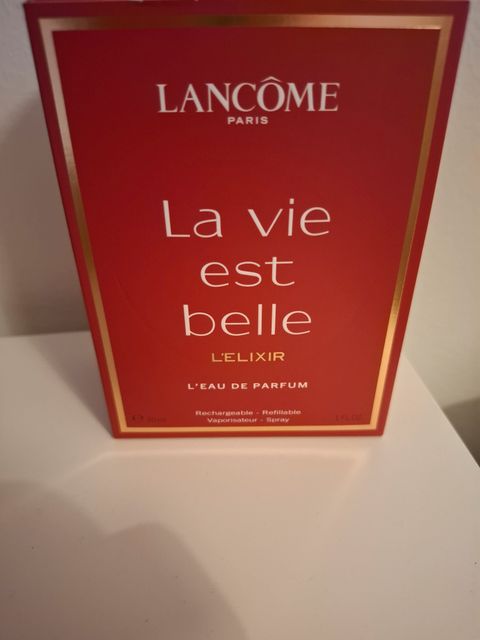 LANCÔME
PARIS
La vie
est
belle
L'ELIXIR
L'EAU DE PARFUM
Rechargeable - Refillable
Vaporisateur - Spray